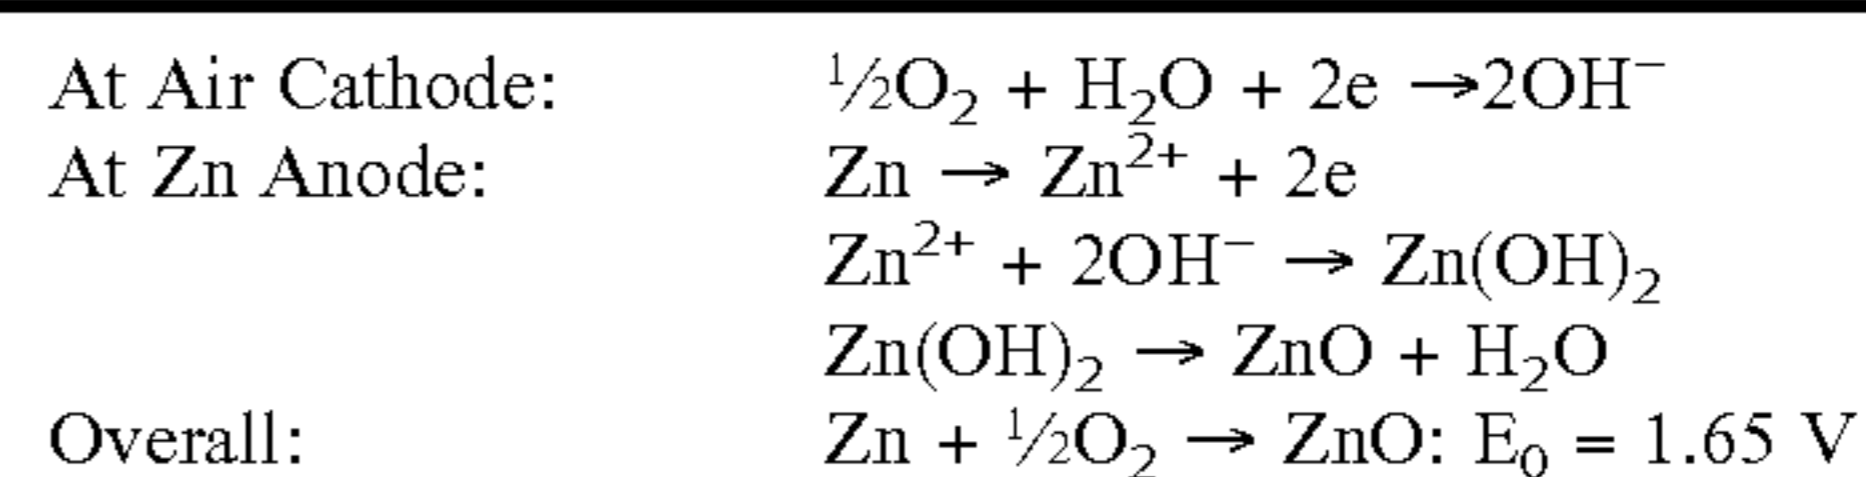 At Air Cathode: ½O₂ + H₂O + 2e →2OH⁻
At Zn Anode: Zn → Zn²⁺ + 2e
Zn²⁺ + 2OH⁻ → Zn(OH)₂
Zn(OH)₂ → ZnO + H₂O
Overall: Zn + ½O₂ → ZnO: E₀ = 1.65 V